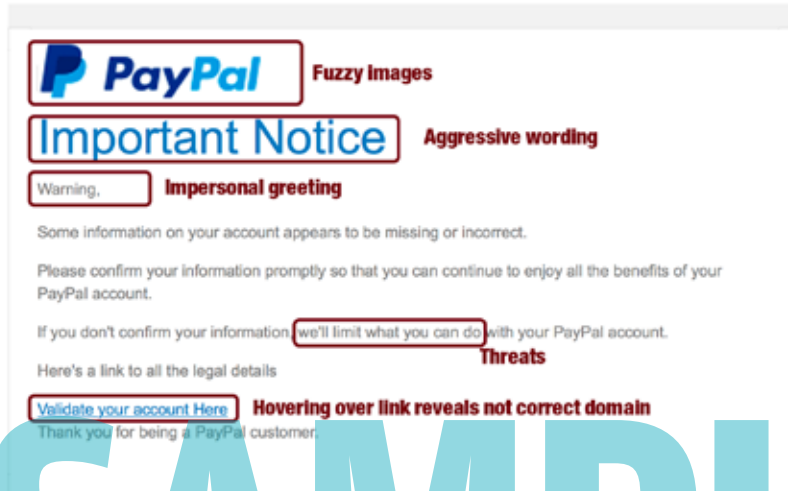 PayPal Fuzzy Images
Important Notice Aggressive wording
Warning, Impersonal greeting
Some information on your account appears to be missing or incorrect.
Please confirm your information promptly so that you can continue to enjoy all the benefits of your
PayPal account.
If you don't confirm your information, we'll limit what you can do with your PayPal account.
Threats
Here's a link to all the legal details
Validate your account Here Hovering over link reveals not correct domain
Thank you for being a PayPal customer.